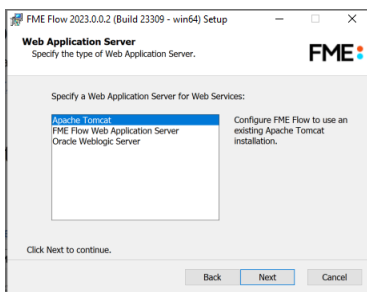 FME Flow 2023.0.0.2 (Build 23309 - win64) Setup
Web Application Server
Specify the type of Web Application Server.
FME
Specify a Web Application Server for Web Services:
Apache Tomcat
FME Flow Web Application Server
Oracle Weblogic Server
Configure FME Flow to use an
existing Apache Tomcat
installation.
Click Next to continue.
Back
Next
Cancel